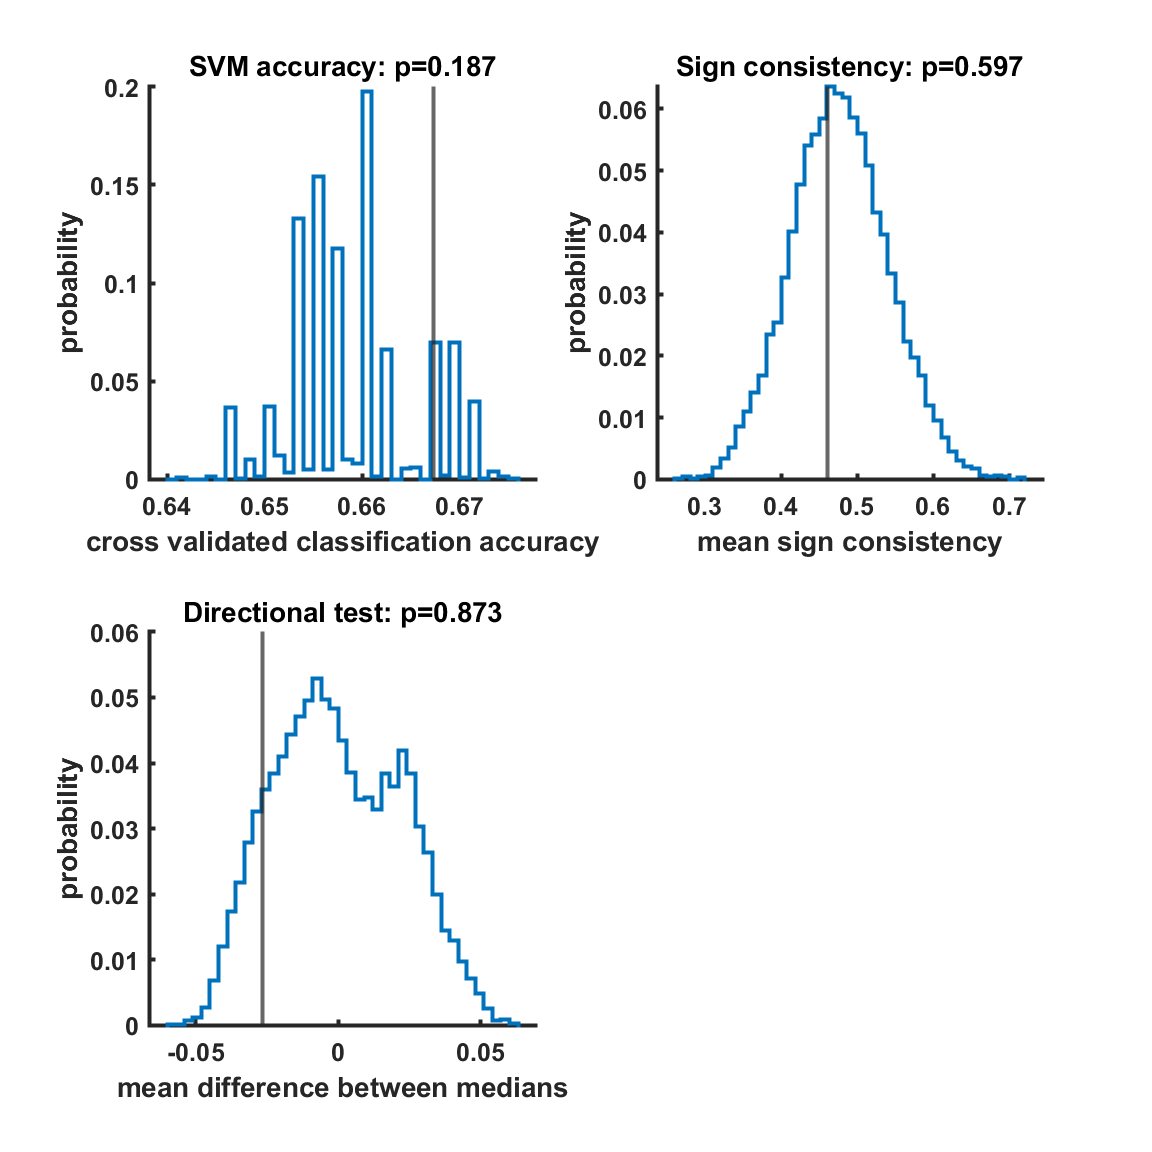 SVM accuracy: p=0.187
0.2
0.15
0.1
0.05
0
probability
0.64 0.65 0.66 0.67
cross validated classification accuracy
Sign consistency: p=0.597
0.06
0.05
0.04
0.03
0.02
0.01
0
probability
0.3 0.4 0.5 0.6 0.7
mean sign consistency
Directional test: p=0.873
0.06
0.05
0.04
0.03
0.02
0.01
0
probability
-0.05 0 0.05
mean difference between medians